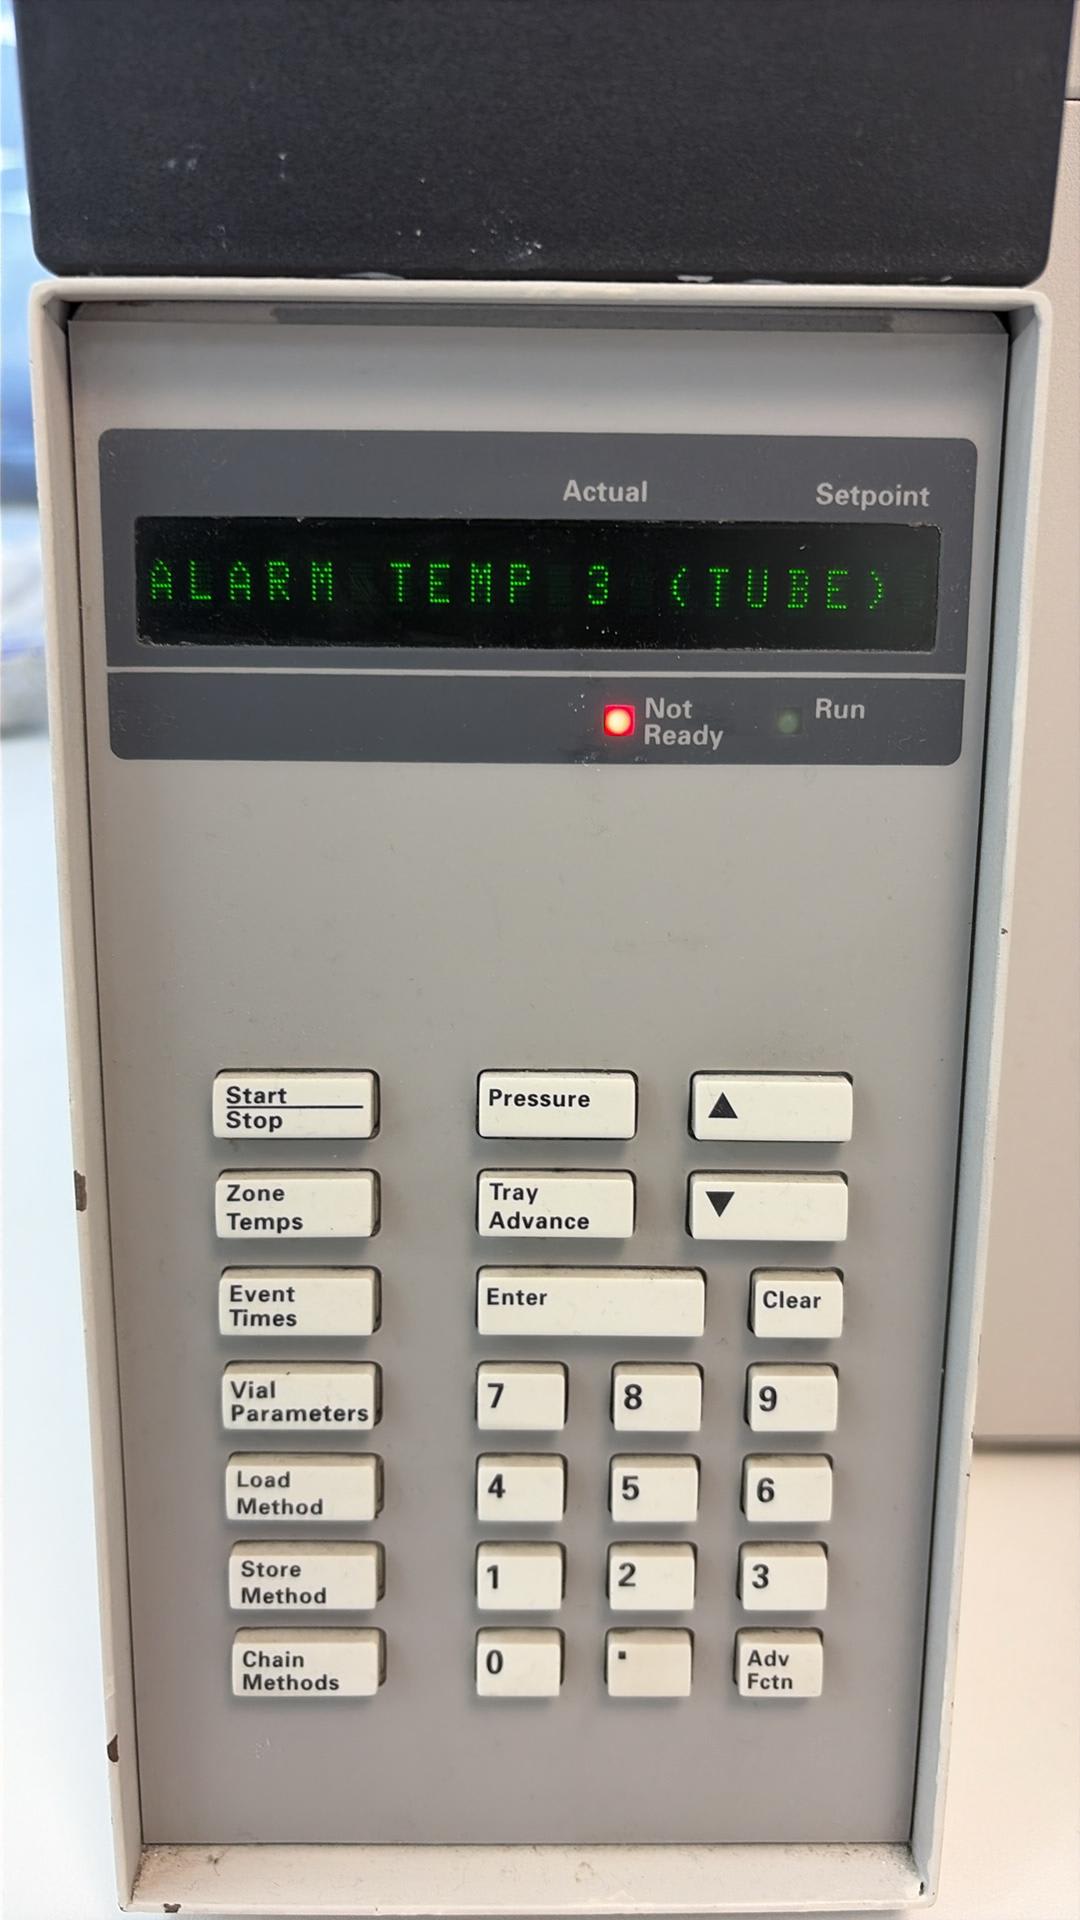 Actual Setpoint
ALARM TEMP 3 (TUBE)
Not Ready Run
Start
Stop
Pressure
▲
Zone
Temps
Tray
Advance
▼
Event
Times
Enter
Clear
Vial
Parameters
7 8 9
Load
Method
4 5 6
Store
Method
1 2 3
Chain
Methods
0 .
Adv
Fctn